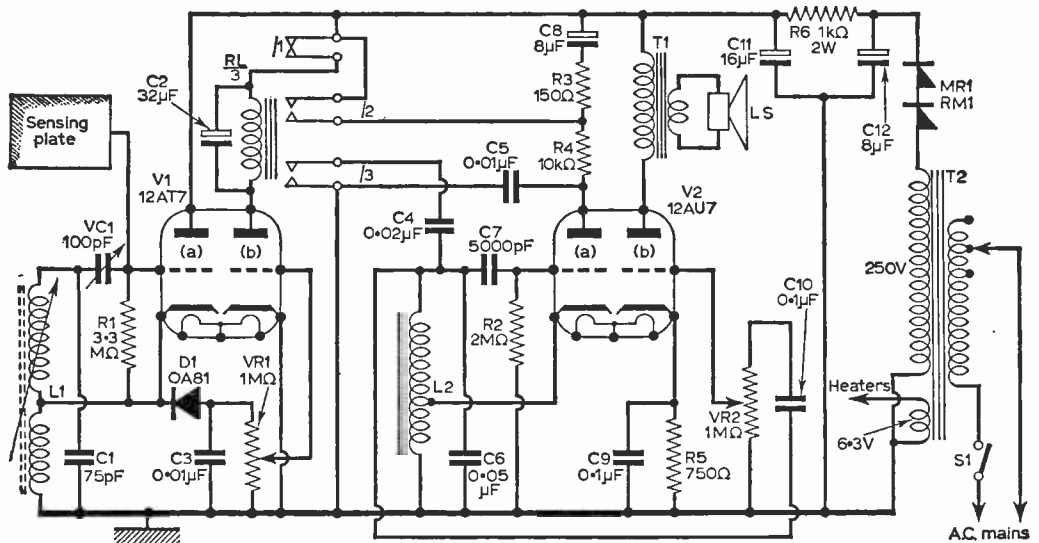 C8
8µF
C11
16µF
R6 1kΩ
2W
T1
/1
RL
3
C2
32µF
R3
150Ω
MR1
RM1
Sensing
plate
/2
LS
C12
8µF
C5
0·01µF
R4
10kΩ
/3
V1
12AT7
V2
12AU7
T2
VC1
100pF
C4
0·02µF
C7
5000pF
(a)
(b)
(a)
(b)
250V
C10
0·1µF
R1
3·3
MΩ
R2
2MΩ
D1
OA81
VR1
1MΩ
L1
L2
Heaters
VR2
1MΩ
6·3V
C1
75pF
C3
0·01µF
C6
0·05
µF
C9
0·1µF
R5
750Ω
S1
A.C. mains